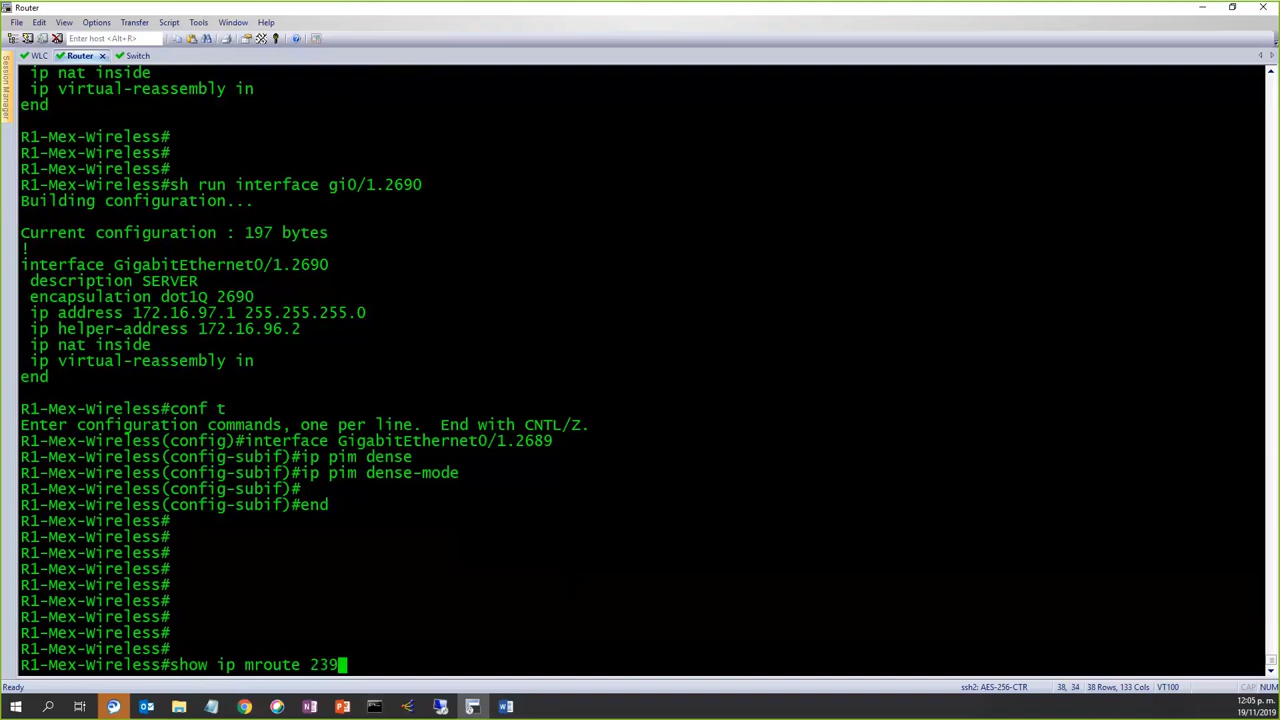 Router
File Edit View Options Transfer Script Tools Window Help
Enter host <Alt+R>
WLC Router Switch
Session Manager
ip nat inside
ip virtual-reassembly in
end
R1-Mex-Wireless#
R1-Mex-Wireless#
R1-Mex-Wireless#
R1-Mex-Wireless#sh run interface gi0/1.2690
Building configuration...
Current configuration : 197 bytes
!
interface GigabitEthernet0/1.2690
description SERVER
encapsulation dot1Q 2690
ip address 172.16.97.1 255.255.255.0
ip helper-address 172.16.96.2
ip nat inside
ip virtual-reassembly in
end
R1-Mex-Wireless#conf t
Enter configuration commands, one per line.  End with CNTL/Z.
R1-Mex-Wireless(config)#interface GigabitEthernet0/1.2689
R1-Mex-Wireless(config-subif)#ip pim dense
R1-Mex-Wireless(config-subif)#ip pim dense-mode
R1-Mex-Wireless(config-subif)#
R1-Mex-Wireless(config-subif)#end
R1-Mex-Wireless#
R1-Mex-Wireless#
R1-Mex-Wireless#
R1-Mex-Wireless#
R1-Mex-Wireless#
R1-Mex-Wireless#
R1-Mex-Wireless#
R1-Mex-Wireless#
R1-Mex-Wireless#
R1-Mex-Wireless#show ip mroute 239
Ready ssh2: AES-256-CTR 38, 34 38 Rows, 133 Cols VT100 CAP NUM
12:05 p. m.
19/11/2019